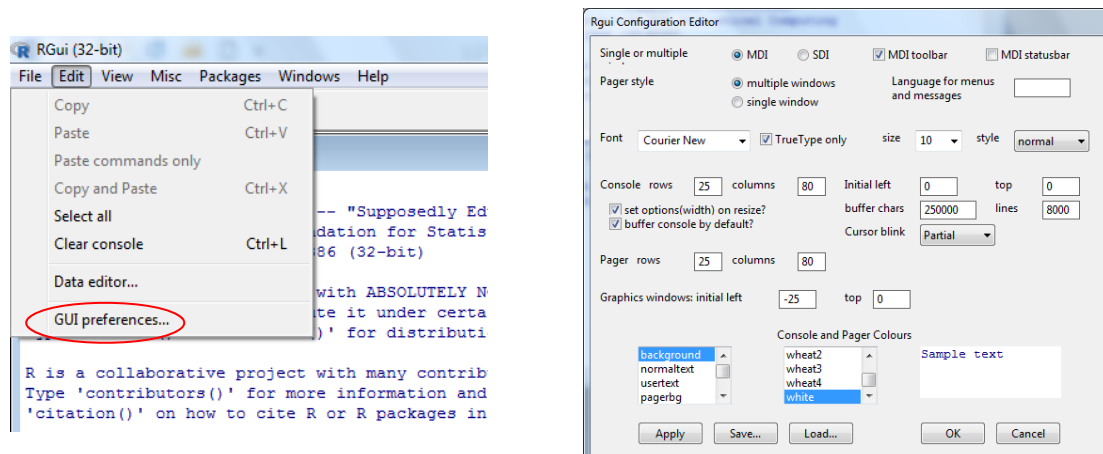 RGui (32-bit)
File Edit View Misc Packages Windows Help
Copy Ctrl+C
Paste Ctrl+V
Paste commands only
Copy and Paste Ctrl+X
Select all
Clear console Ctrl+L
Data editor...
GUI preferences...
-- "Supposedly Ed
dation for Statis
86 (32-bit)
with ABSOLUTELY N
te it under certa
)' for distributi
R is a collaborative project with many contrib
Type 'contributors()' for more information and
'citation()' on how to cite R or R packages in
Rgui Configuration Editor
Single or multiple MDI SDI MDI toolbar MDI statusbar
Pager style multiple windows Language for menus
single window and messages
Font Courier New TrueType only size 10 style normal
Console rows 25 columns 80 Initial left 0 top 0
set options(width) on resize? buffer chars 250000 lines 8000
buffer console by default? Cursor blink Partial
Pager rows 25 columns 80
Graphics windows: initial left -25 top 0
Console and Pager Colours
background wheat2 Sample text
normaltext wheat3
usertext wheat4
pagerbg white
Apply Save... Load... OK Cancel